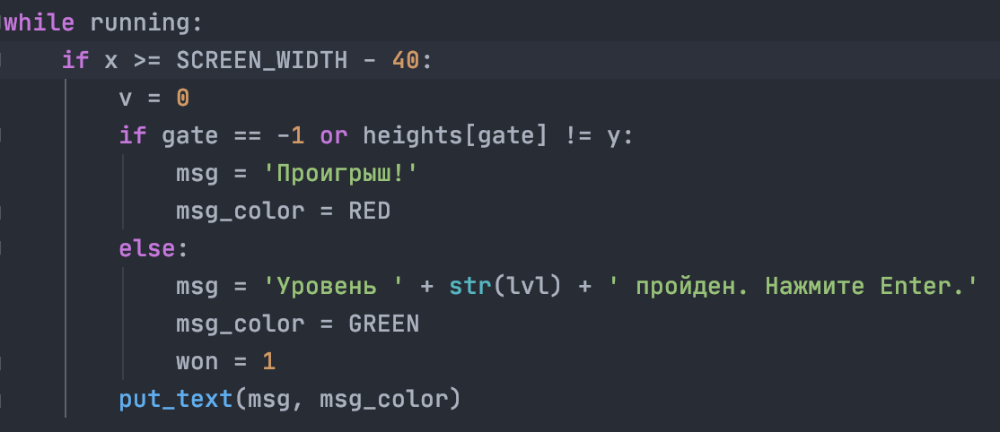 while running:
    if x >= SCREEN_WIDTH - 40:
        v = 0
        if gate == -1 or heights[gate] != y:
            msg = 'Проигрыш!'
            msg_color = RED
        else:
            msg = 'Уровень ' + str(lvl) + ' пройден. Нажмите Enter.'
            msg_color = GREEN
            won = 1
        put_text(msg, msg_color)